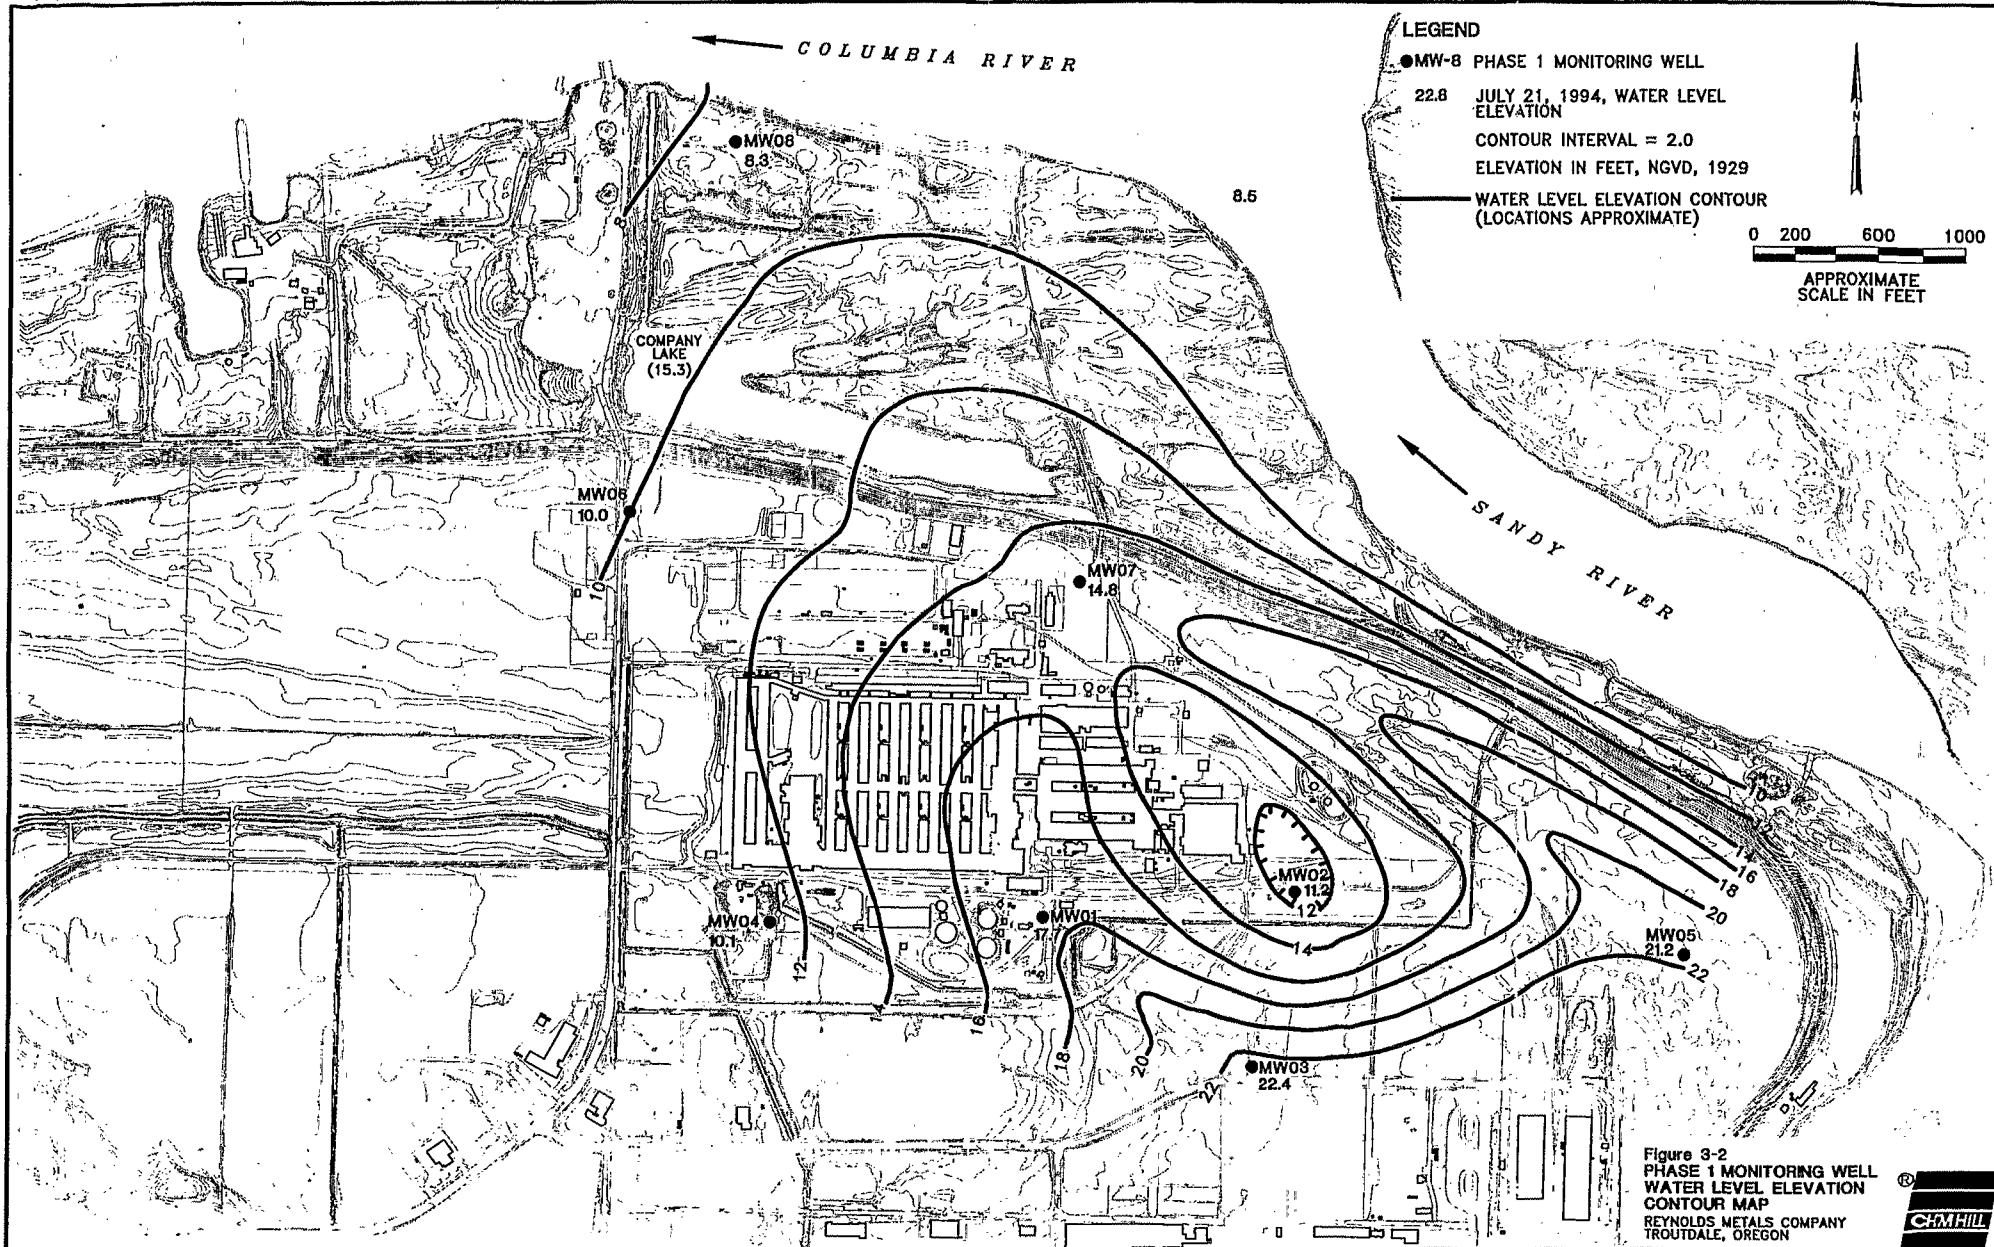 COLUMBIA RIVER
LEGEND
MW-8 PHASE 1 MONITORING WELL
22.8 JULY 21, 1994, WATER LEVEL
ELEVATION
CONTOUR INTERVAL = 2.0
ELEVATION IN FEET, NGVD, 1929
WATER LEVEL ELEVATION CONTOUR
(LOCATIONS APPROXIMATE)
N
0 200 600 1000
APPROXIMATE
SCALE IN FEET
MW08
8.3
8.5
8
COMPANY
LAKE
(15.3)
SANDY RIVER
MW06
10.0
10
MW07
14.8
10
12
14
16
18
20
MW02
11.2
12
14
MW04
10.1
MW01
MW05
21.2
22
12
14
16
18
20
22
MW03
22.4
Figure 3-2
PHASE 1 MONITORING WELL
WATER LEVEL ELEVATION
CONTOUR MAP
REYNOLDS METALS COMPANY
TROUTDALE, OREGON
®
CH2MHILL